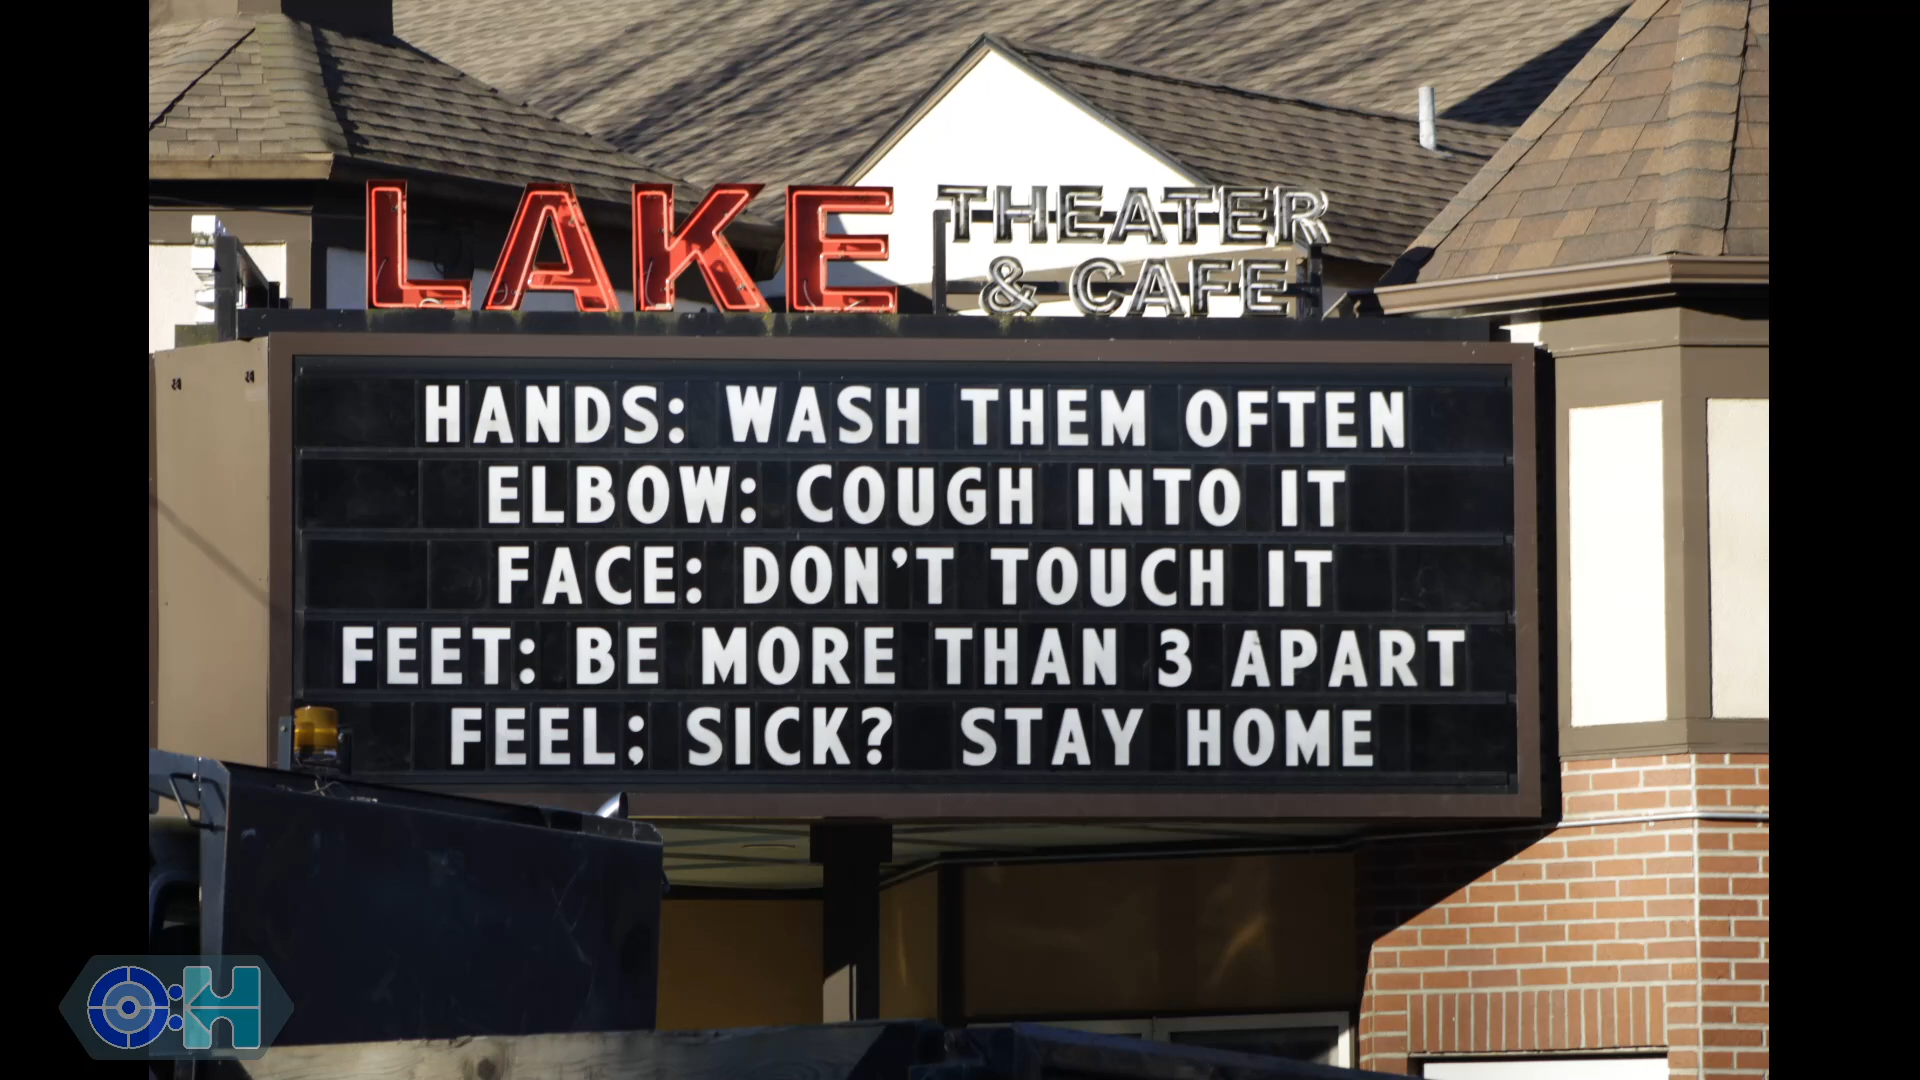 LAKE THEATER
& CAFE
HANDS: WASH THEM OFTEN
ELBOW: COUGH INTO IT
FACE: DON'T TOUCH IT
FEET: BE MORE THAN 3 APART
FEEL; SICK? STAY HOME
H